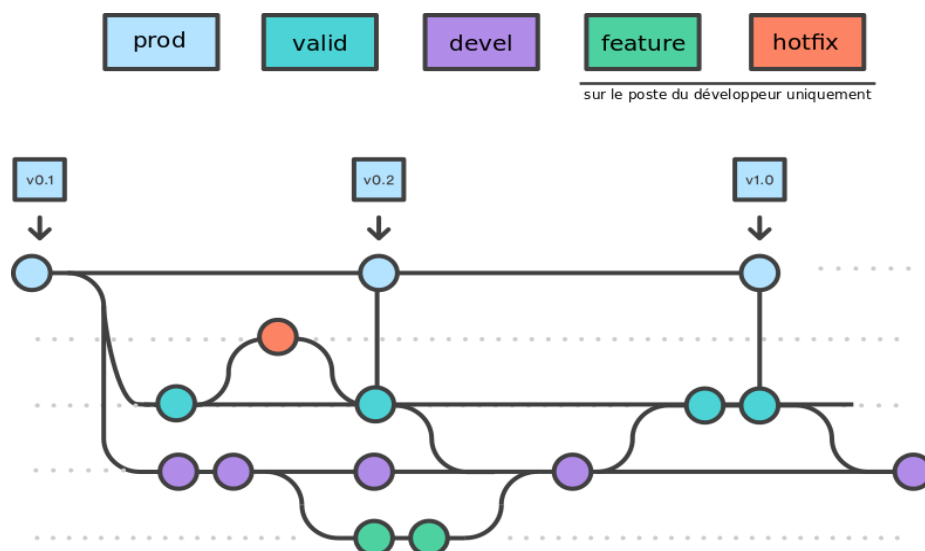 prod
valid
devel
feature
hotfix
sur le poste du développeur uniquement
v0.1
v0.2
v1.0